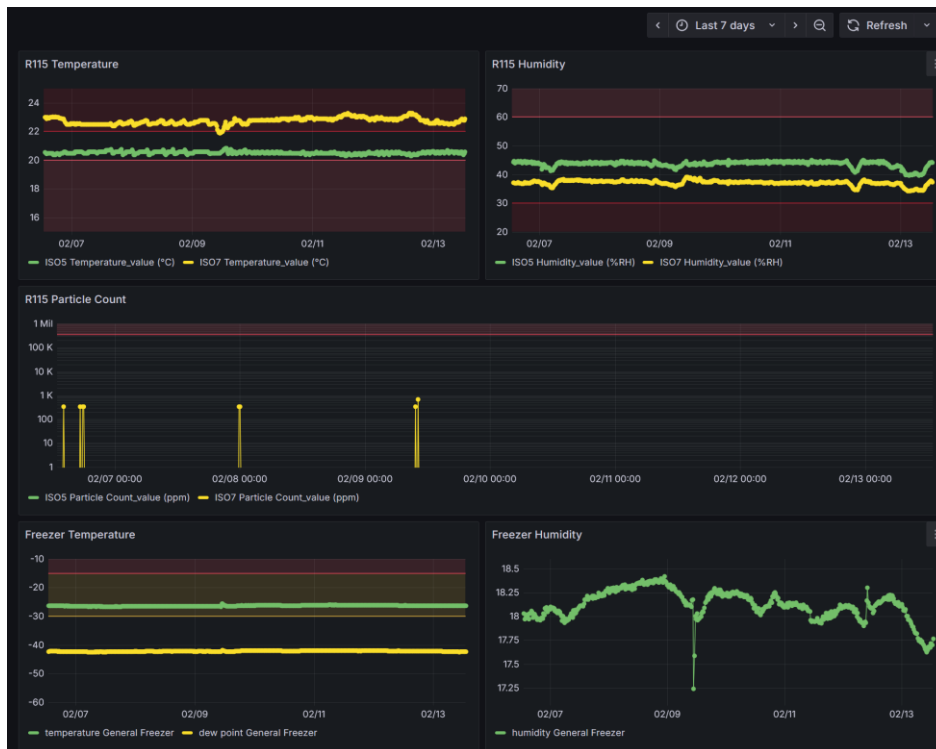 Last 7 days
Refresh
R115 Temperature
24
22
20
18
16
02/07 02/09 02/11 02/13
ISO5 Temperature_value (°C) ISO7 Temperature_value (°C)
R115 Humidity
70
60
50
40
30
20
02/07 02/09 02/11 02/13
ISO5 Humidity_value (%RH) ISO7 Humidity_value (%RH)
R115 Particle Count
1 Mil
100 K
10 K
1 K
100
10
1
02/07 00:00 02/08 00:00 02/09 00:00 02/10 00:00 02/11 00:00 02/12 00:00 02/13 00:00
ISO5 Particle Count_value (ppm) ISO7 Particle Count_value (ppm)
Freezer Temperature
-10
-20
-30
-40
-50
-60
02/07 02/09 02/11 02/13
temperature General Freezer dew point General Freezer
Freezer Humidity
18.5
18.25
18
17.75
17.5
17.25
02/07 02/09 02/11 02/13
humidity General Freezer